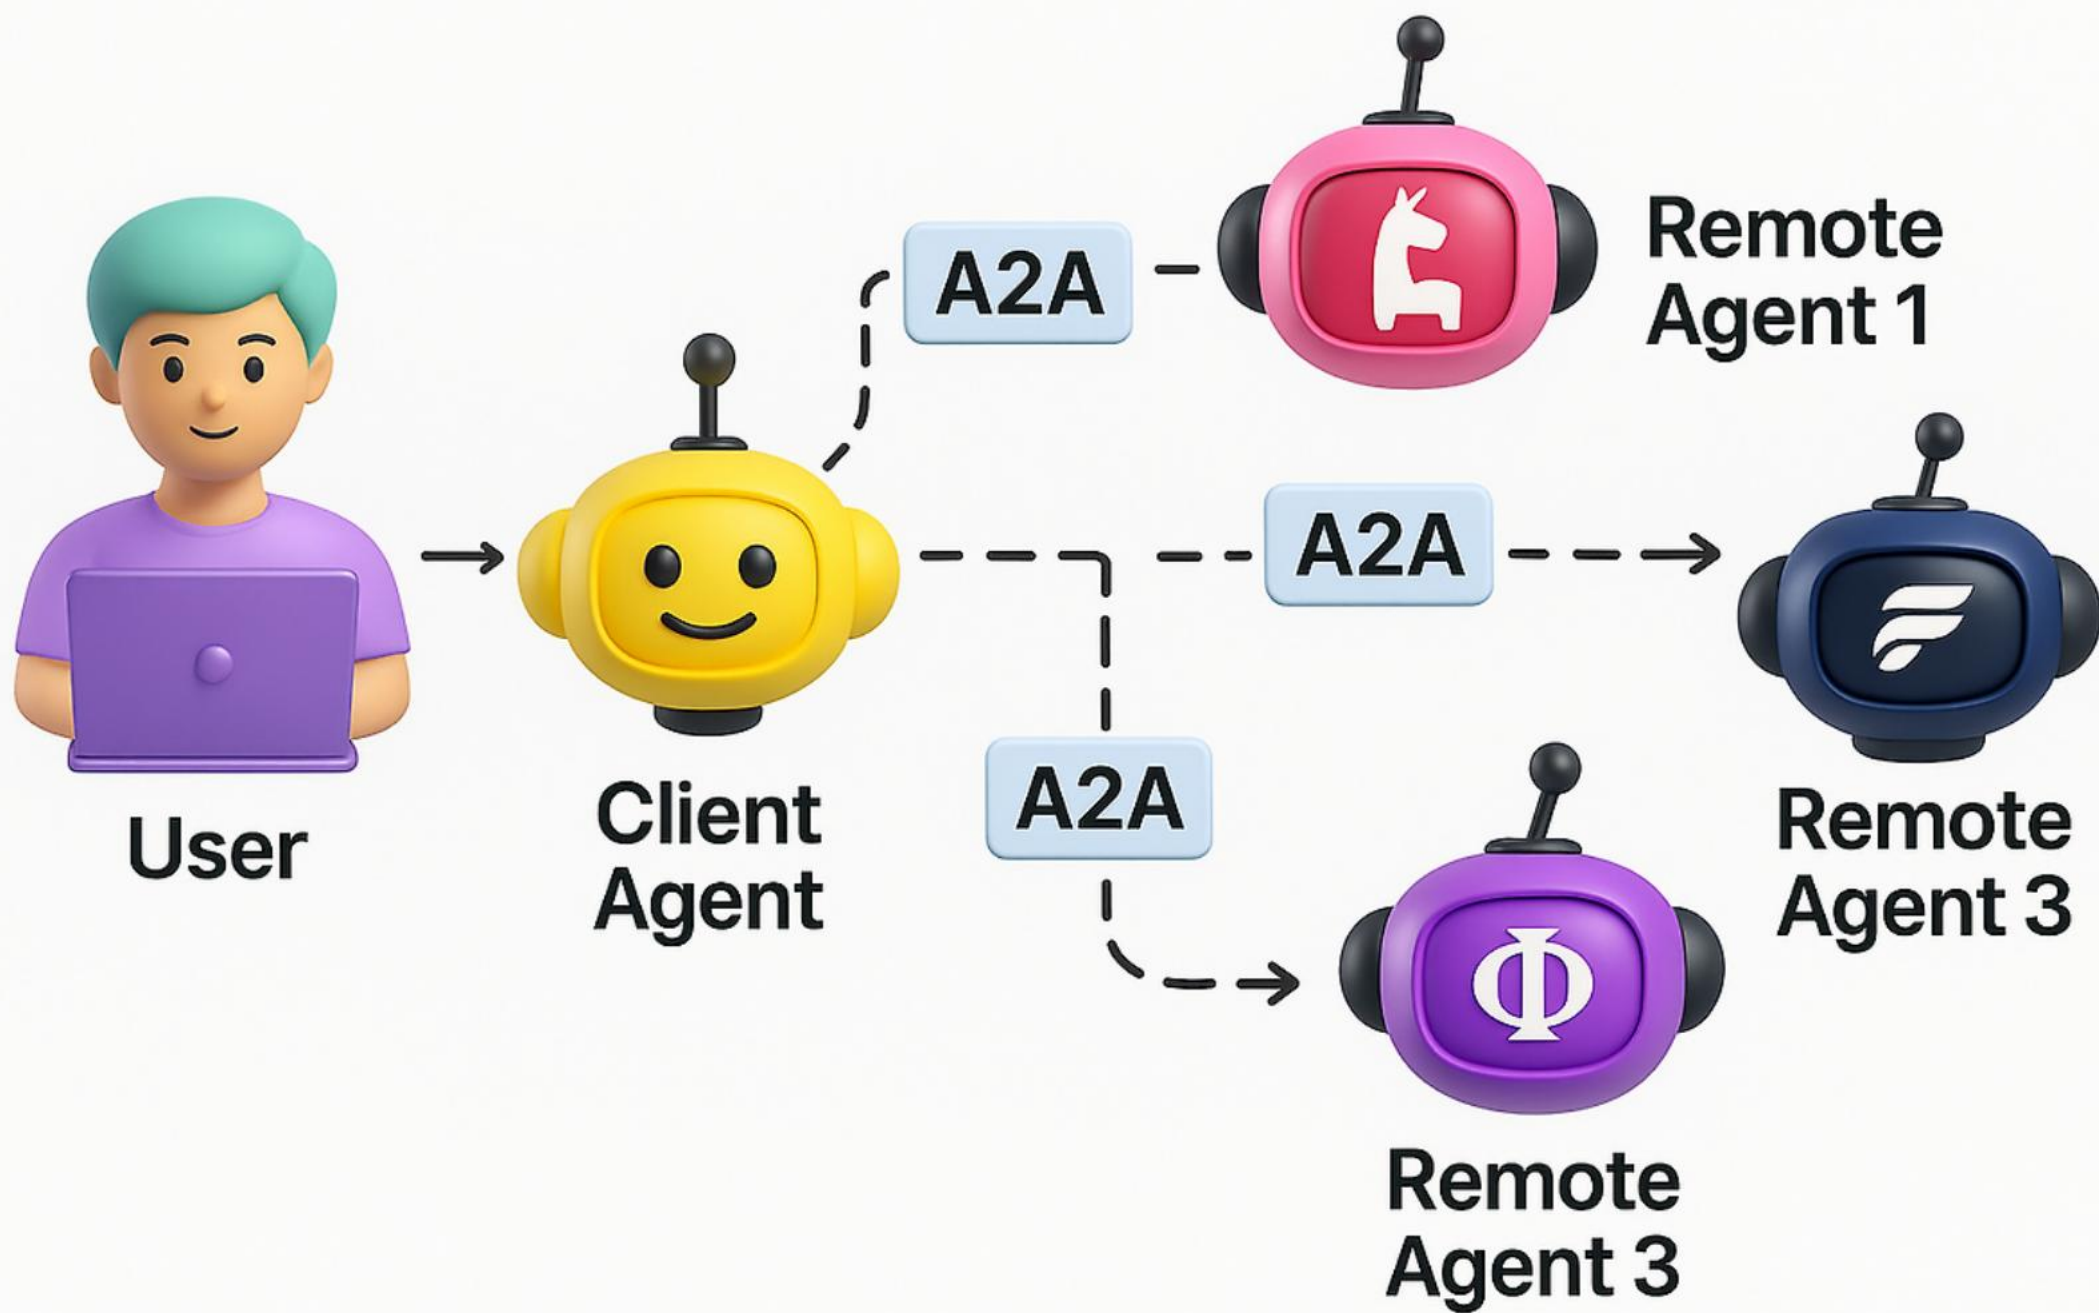 A2A
Remote
Agent 1
A2A
A2A
User
Client
Agent
Remote
Agent 3
Φ
Remote
Agent 3